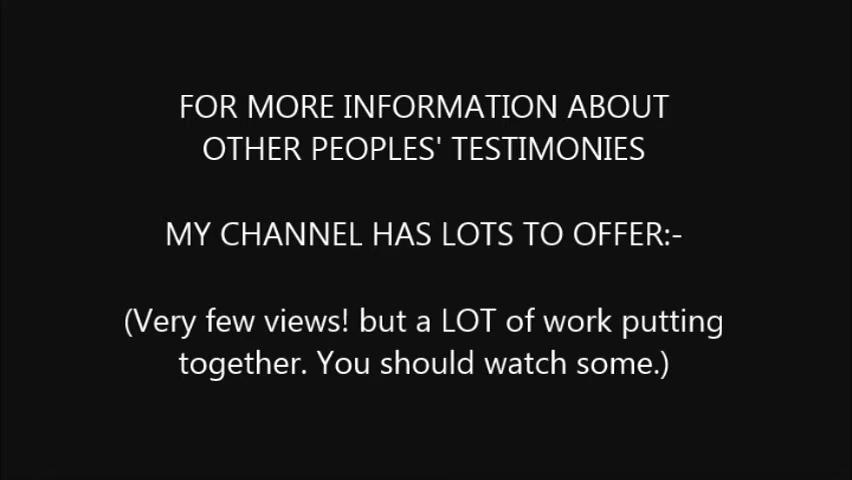 FOR MORE INFORMATION ABOUT
OTHER PEOPLES' TESTIMONIES
MY CHANNEL HAS LOTS TO OFFER:-
(Very few views! but a LOT of work putting
together. You should watch some.)